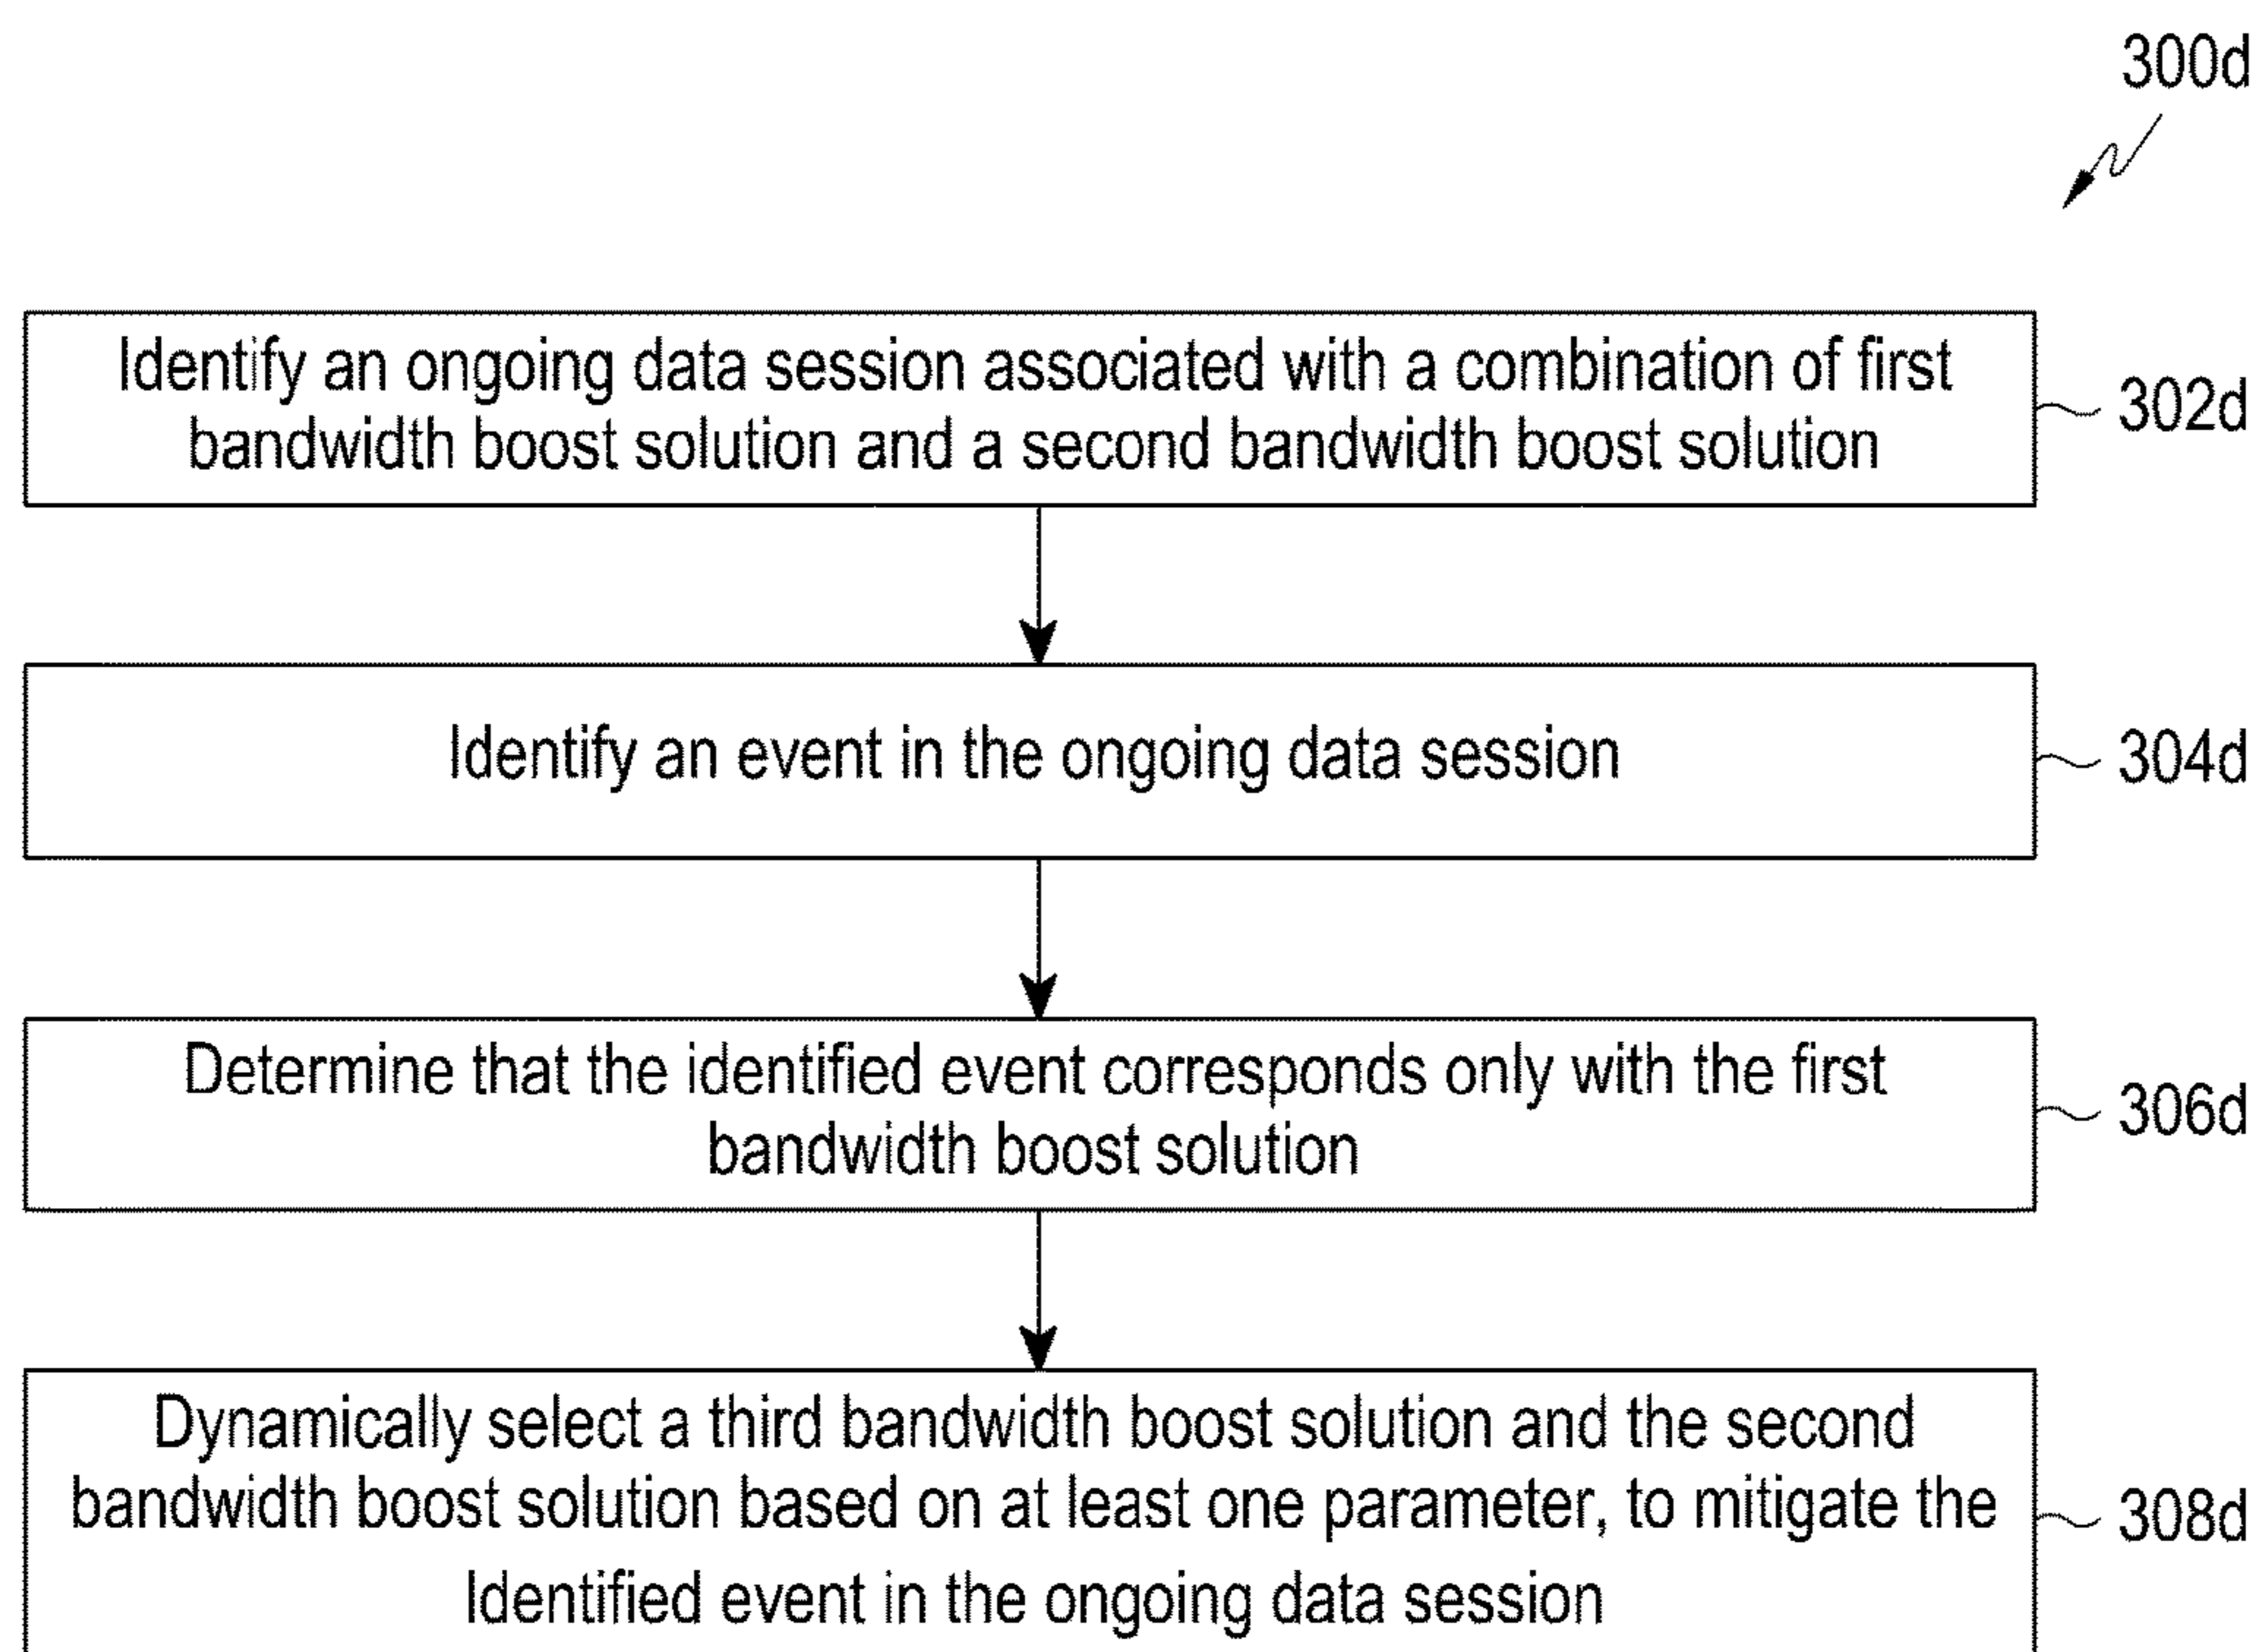 300d
Identify an ongoing data session associated with a combination of first
bandwidth boost solution and a second bandwidth boost solution
302d
Identify an event in the ongoing data session
304d
Determine that the identified event corresponds only with the first
bandwidth boost solution
306d
Dynamically select a third bandwidth boost solution and the second
bandwidth boost solution based on at least one parameter, to mitigate the
Identified event in the ongoing data session
308d